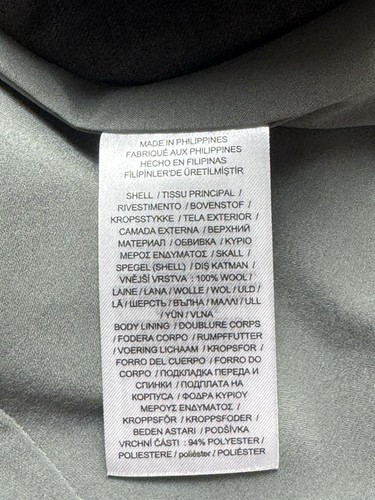 MADE IN PHILIPPINES
FABRIQUÉ AUX PHILIPPINES
HECHO EN FILIPINAS
FİLİPİNLER'DE ÜRETİLMİŞTİR
SHELL / TISSU PRINCIPAL /
RIVESTIMENTO / BOVENSTOF /
KROPSSTYKKE / TELA EXTERIOR /
CAMADA EXTERNA / ВЕРХНИЙ
МАТЕРИАЛ / ОБВИВКА / ΚΥΡΙΟ
ΜΕΡΟΣ ΕΝΔΥΜΑΤΟΣ / SKALL /
SPEGEL (SHELL) / DIŞ KATMAN /
VNĚJŠÍ VRSTVA : 100% WOOL /
LAINE / LANA / WOLLE / WOL / ULD /
LÃ / ШЕРСТЬ / ВЪЛНА / ΜΑΛΛΙ / ULL
/ YÜN / VLNA
BODY LINING / DOUBLURE CORPS
/ FODERA CORPO / RUMPFFUTTER
/ VOERING LICHAAM / KROPSFOR /
FORRO DEL CUERPO / FORRO DO
CORPO / ПОДКЛАДКА ПЕРЕДА И
СПИНКИ / ПОДПЛАТА НА
КОРПУСА / ΦΟΔΡΑ ΚΥΡΙΟΥ
ΜΕΡΟΥΣ ΕΝΔΥΜΑΤΟΣ /
KROPPSFÔR / KROPPSFODER /
BEDEN ASTARI / PODŠÍVKA
VRCHNÍ ČÁSTI : 94% POLYESTER /
POLIESTERE / poliéster / POLYESTER